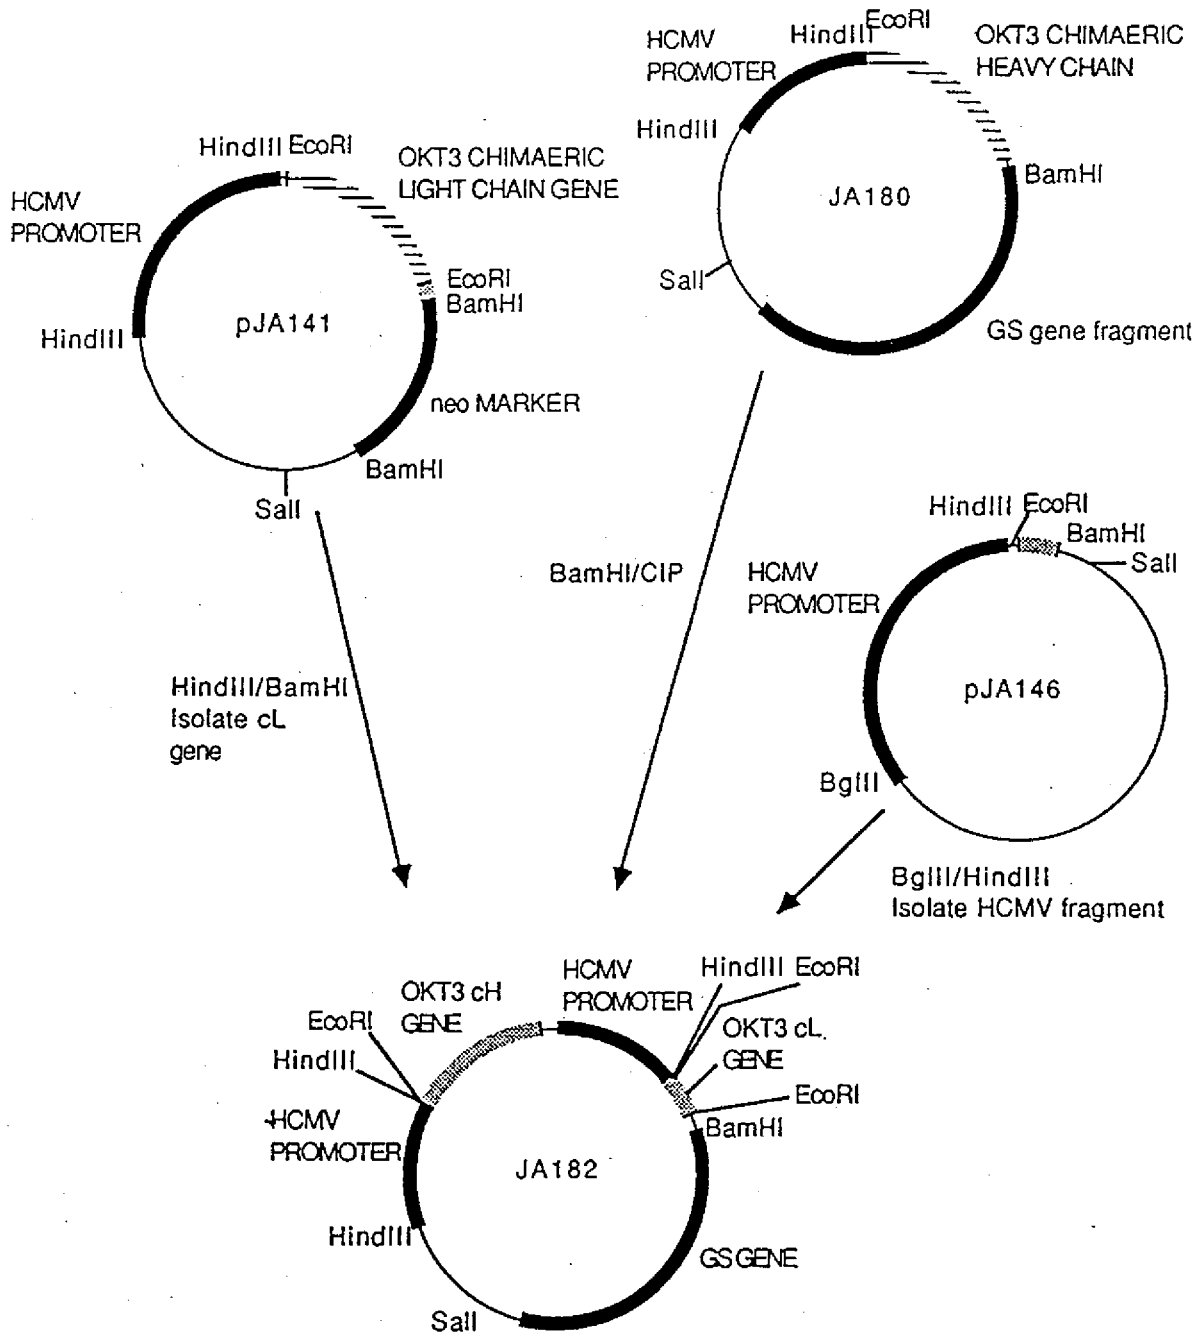 HindIII EcoRI
OKT3 CHIMAERIC
LIGHT CHAIN GENE
HCMV
PROMOTER
EcoRI
BamHI
pJA141
HindIII
neo MARKER
BamHI
SalI
HCMV
PROMOTER
HindIII
EcoRI
OKT3 CHIMAERIC
HEAVY CHAIN
HindIII
BamHI
JA180
SalI
GS gene fragment
HindIII EcoRI
BamHI
SalI
HCMV
PROMOTER
pJA146
BglII
HindIII/BamHI
Isolate cL
gene
BamHI/CIP
BglII/HindIII
Isolate HCMV fragment
HCMV
PROMOTER
HindIII EcoRI
OKT3 cH
GENE
EcoRI
HindIII
OKT3 cL
GENE
EcoRI
BamHI
HCMV
PROMOTER
JA182
HindIII
GS GENE
SalI